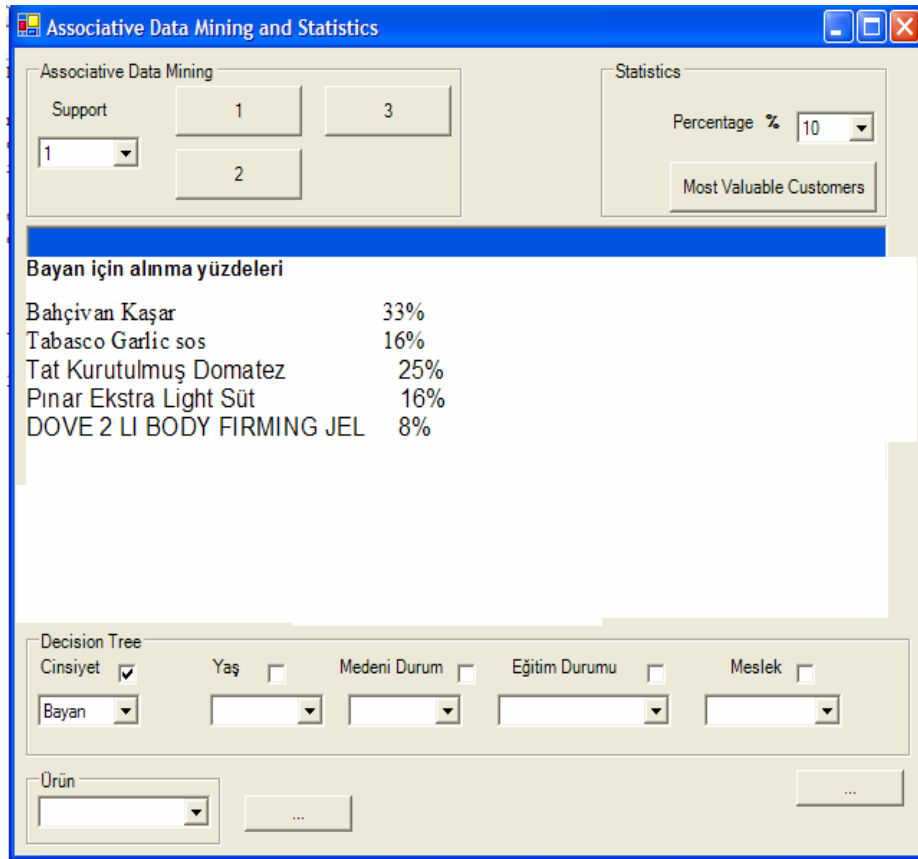 Associative Data Mining and Statistics
Associative Data Mining
Statistics
Support
1
3
Percentage %
10
1
2
Most Valuable Customers
Bayan için alınma yüzdeleri
Bahçivan Kaşar 33%
Tabasco Garlic sos 16%
Tat Kurutulmuş Domatez 25%
Pınar Ekstra Light Süt 16%
DOVE 2 LI BODY FIRMING JEL 8%
Decision Tree
Cinsiyet Yaş Medeni Durum Eğitim Durumu Meslek
Bayan
Ürün
...
...